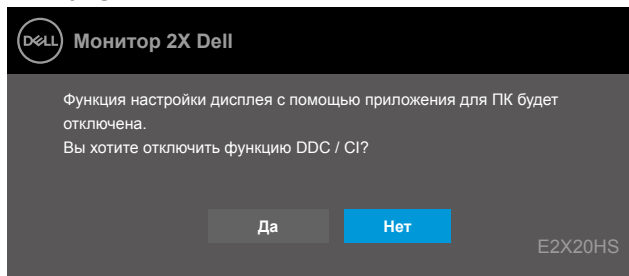 DELL Монитор 2X Dell
Функция настройки дисплея с помощью приложения для ПК будет
отключена.
Вы хотите отключить функцию DDC / CI?
Да Нет
E2X20HS